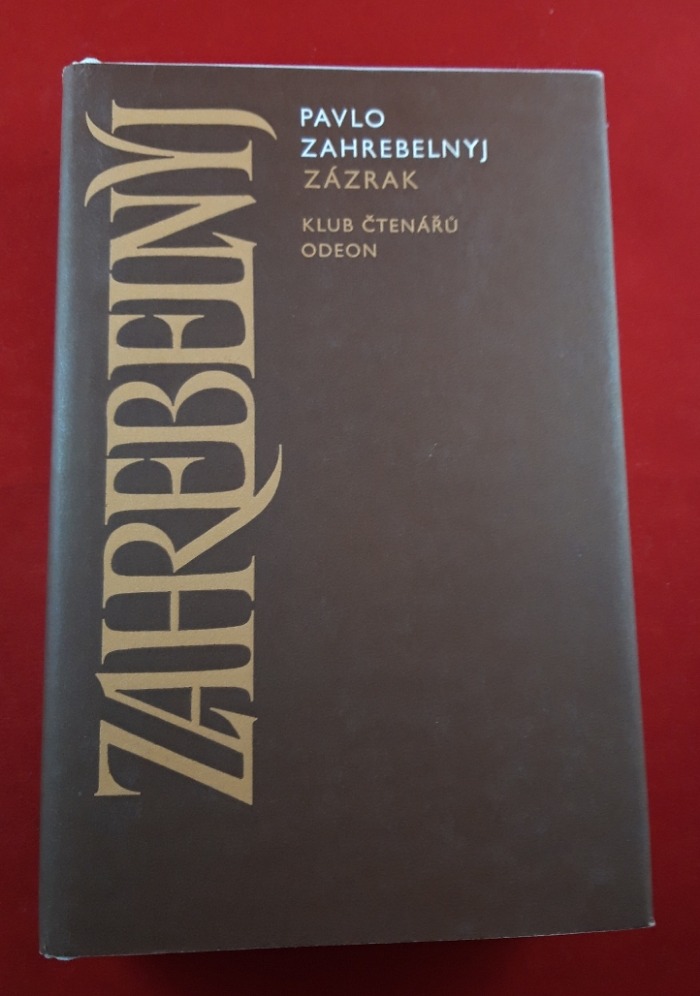 ZAHREBELNYJ
PAVLO
ZAHREBELNYJ
ZÁZRAK
KLUB ČTENÁŘŮ
ODEON